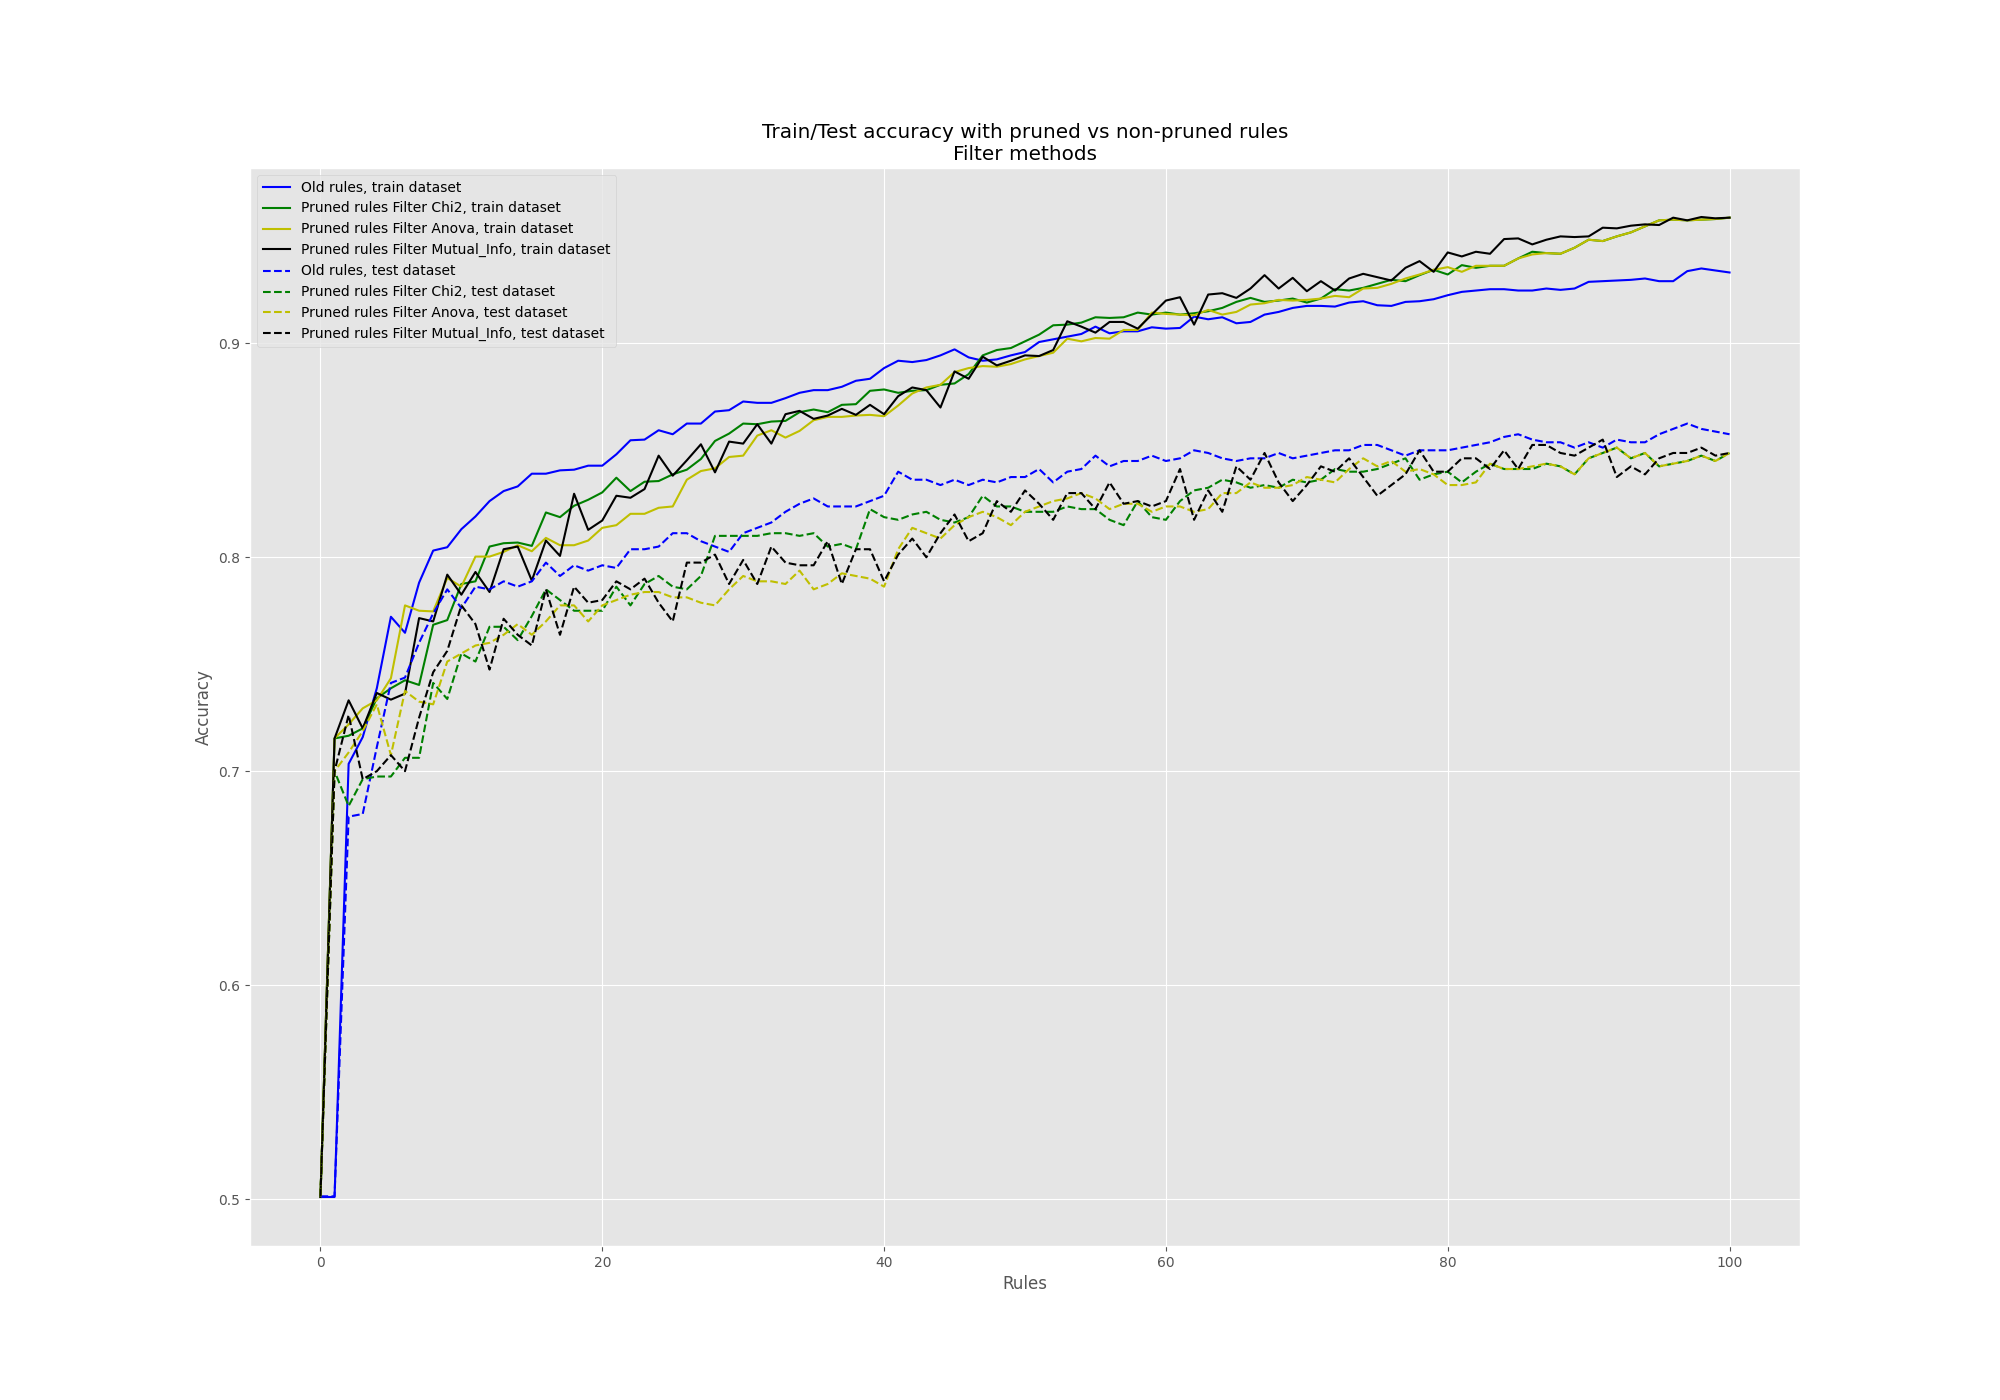 Train/Test accuracy with pruned vs non-pruned rules
Filter methods
Old rules, train dataset
Pruned rules Filter Chi2, train dataset
Pruned rules Filter Anova, train dataset
Pruned rules Filter Mutual_Info, train dataset
Old rules, test dataset
Pruned rules Filter Chi2, test dataset
Pruned rules Filter Anova, test dataset
Pruned rules Filter Mutual_Info, test dataset
0.9
0.8
0.7
0.6
0.5
Accuracy
0 20 40 60 80 100
Rules